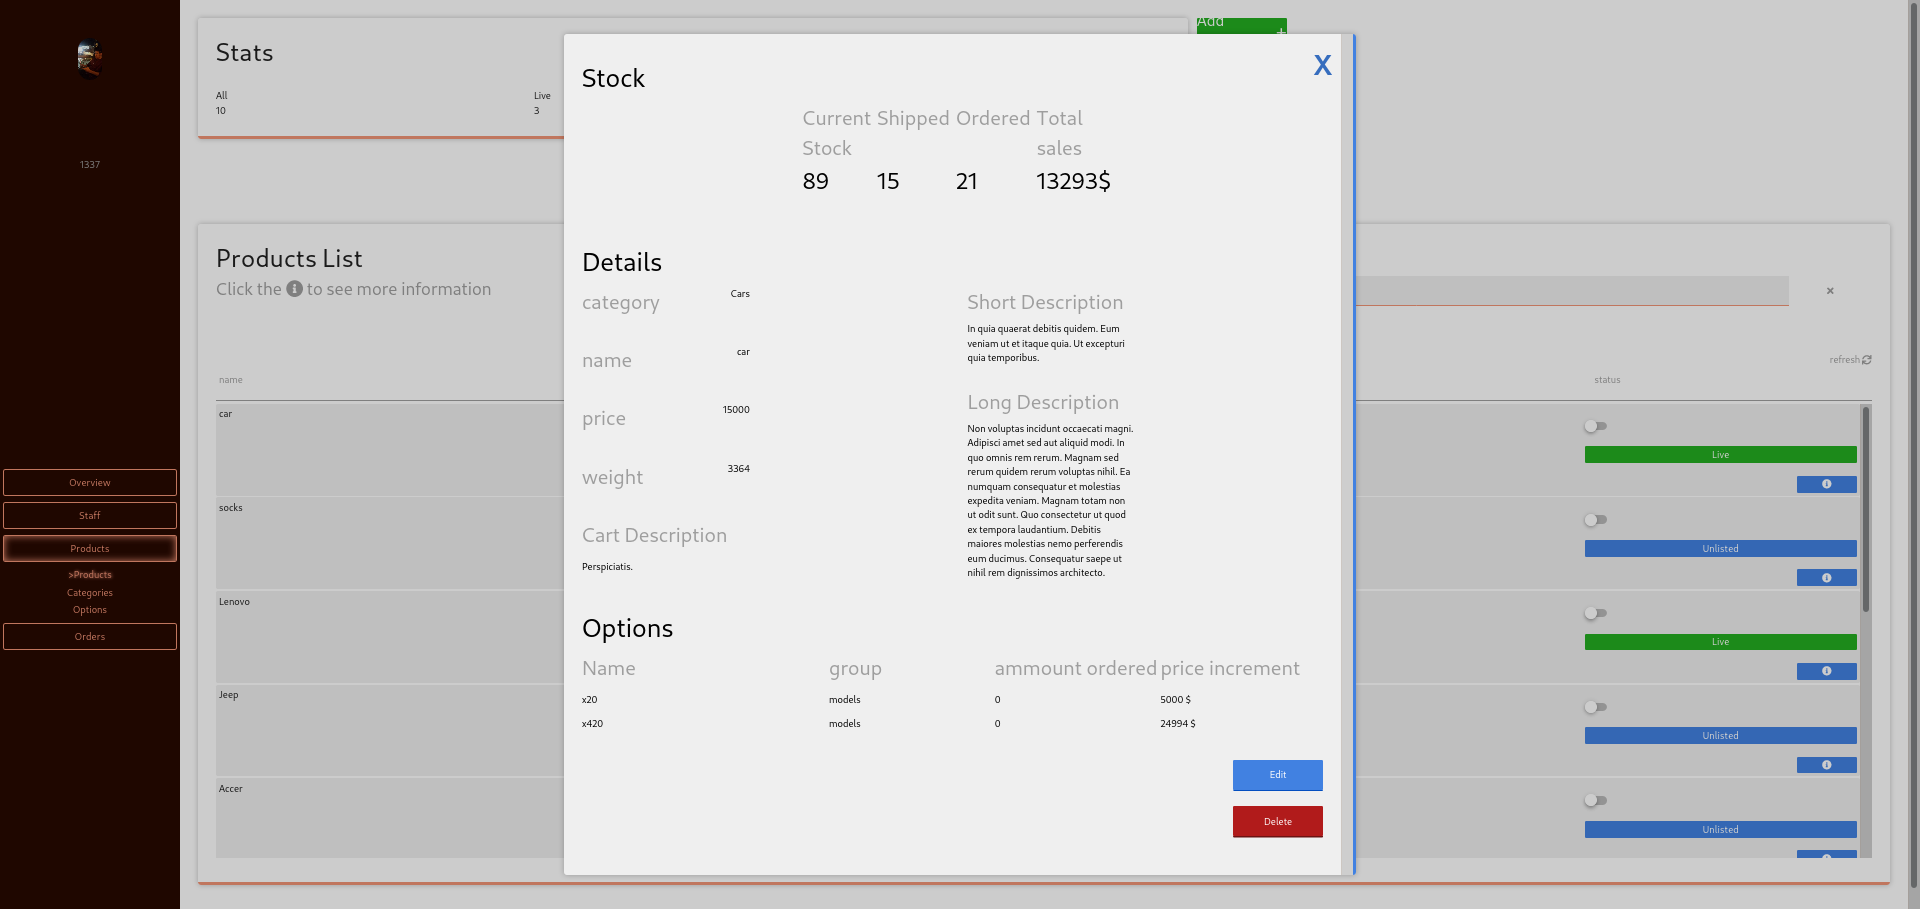 1337
Overview
Staff
Products
>Products
Categories
Options
Orders
Stats
All
10
Live
3
Add
+
Products List
Click the to see more information
×
refresh
name
status
car
Live
socks
Unlisted
Lenovo
Live
Jeep
Unlisted
Accer
Unlisted
X
Stock
Current Stock
Shipped
Ordered
Total sales
89
15
21
13293$
Details
category
Cars
name
car
price
15000
weight
3364
Cart Description
Perspiciatis.
Short Description
In quia quaerat debitis quidem. Eum
veniam ut et itaque quia. Ut excepturi
quia temporibus.
Long Description
Non voluptas incidunt occaecati magni.
Adipisci amet sed aut aliquid modi. In
quo omnis rem rerum. Magnam sed
rerum quidem rerum voluptas nihil. Ea
numquam consequatur et molestias
expedita veniam. Magnam totam non
ut odit sunt. Quo consectetur ut quod
ex tempora laudantium. Debitis
maiores molestias nemo perferendis
eum ducimus. Consequatur saepe ut
nihil rem dignissimos architecto.
Options
Name group ammount ordered price increment
x20 models 0 5000 $
x420 models 0 24994 $
Edit
Delete